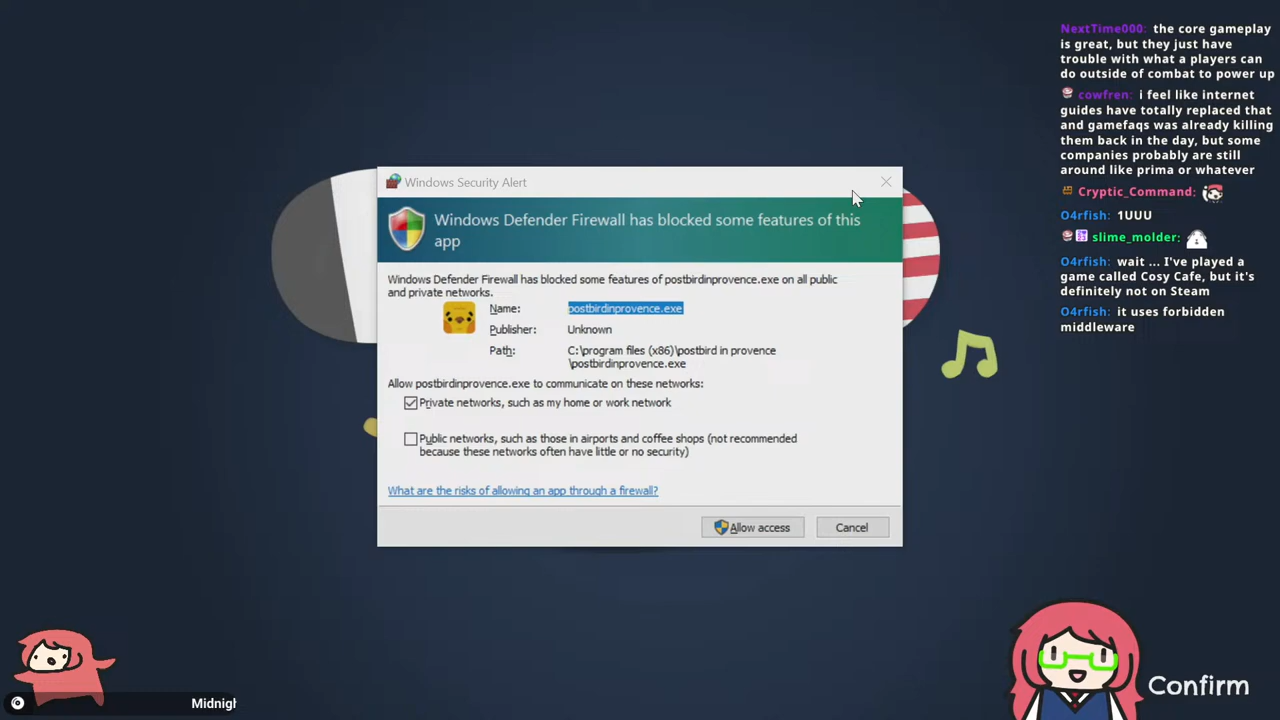 NextTime000: the core gameplay
is great, but they just have
trouble with what a players can
do outside of combat to power up
cowfren: i feel like internet
guides have totally replaced that
and gamefaqs was already killing
them back in the day, but some
companies probably are still
around like prima or whatever
Cryptic_Command:
O4rfish: 1UUU
slime_molder:
O4rfish: wait ... I've played a
game called Cosy Cafe, but it's
definitely not on Steam
O4rfish: it uses forbidden
middleware
Windows Security Alert
Windows Defender Firewall has blocked some features of this
app
Windows Defender Firewall has blocked some features of postbirdinprovence.exe on all public
and private networks.
Name: postbirdinprovence.exe
Publisher: Unknown
Path: C:\program files (x86)\postbird in provence
\postbirdinprovence.exe
Allow postbirdinprovence.exe to communicate on these networks:
Private networks, such as my home or work network
Public networks, such as those in airports and coffee shops (not recommended
because these networks often have little or no security)
What are the risks of allowing an app through a firewall?
Allow access
Cancel
Confirm